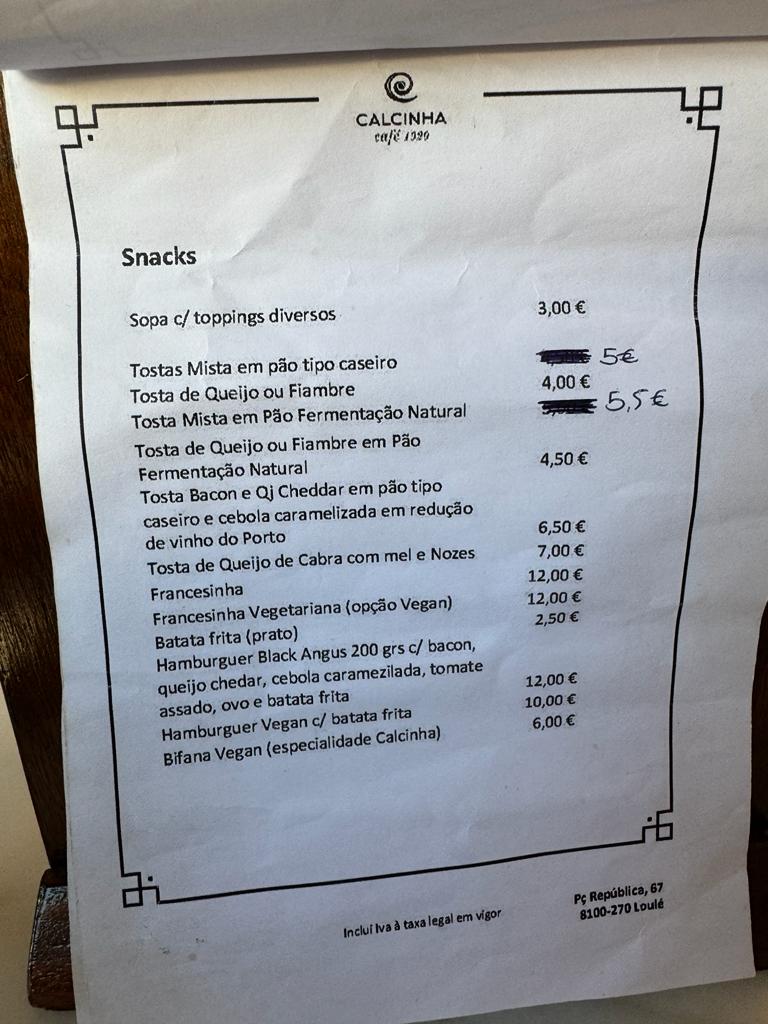 CALCINHA
café 1929
Snacks
Sopa c/ toppings diversos 3,00 €
Tostas Mista em pão tipo caseiro 5€
Tosta de Queijo ou Fiambre 4,00 €
Tosta Mista em Pão Fermentação Natural 5,5€
Tosta de Queijo ou Fiambre em Pão
Fermentação Natural 4,50 €
Tosta Bacon e Qj Cheddar em pão tipo
caseiro e cebola caramelizada em redução
de vinho do Porto 6,50 €
Tosta de Queijo de Cabra com mel e Nozes 7,00 €
Francesinha 12,00 €
Francesinha Vegetariana (opção Vegan) 12,00 €
Batata frita (prato) 2,50 €
Hamburguer Black Angus 200 grs c/ bacon,
queijo chedar, cebola caramezilada, tomate
assado, ovo e batata frita 12,00 €
Hamburguer Vegan c/ batata frita 10,00 €
Bifana Vegan (especialidade Calcinha) 6,00 €
Inclui Iva à taxa legal em vigor
Pç República, 67
8100-270 Loulé